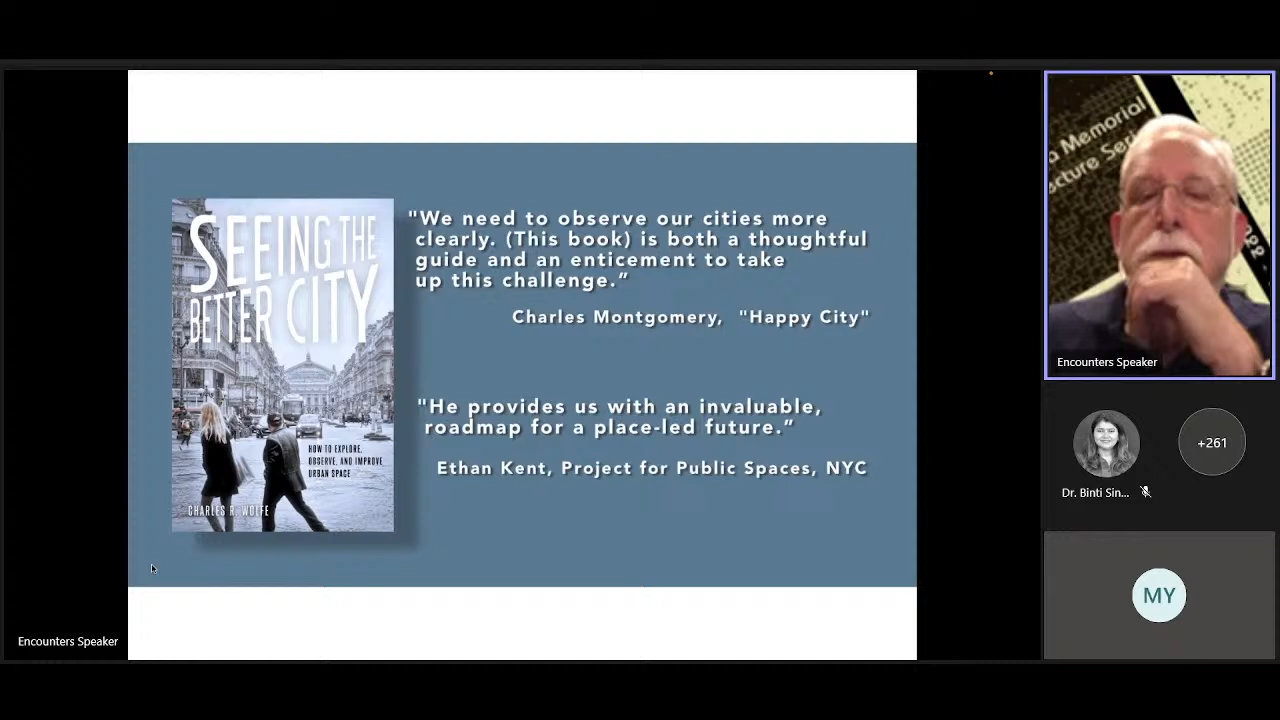 SEEING THE
BETTER CITY
HOW TO EXPLORE,
OBSERVE, AND IMPROVE
URBAN SPACE
CHARLES R. WOLFE
"We need to observe our cities more
clearly. (This book) is both a thoughtful
guide and an enticement to take
up this challenge.”
Charles Montgomery, "Happy City"
"He provides us with an invaluable,
roadmap for a place-led future.”
Ethan Kent, Project for Public Spaces, NYC
Encounters Speaker
Memorial
cture Seri
Encounters Speaker
+261
Dr. Binti Sin...
MY